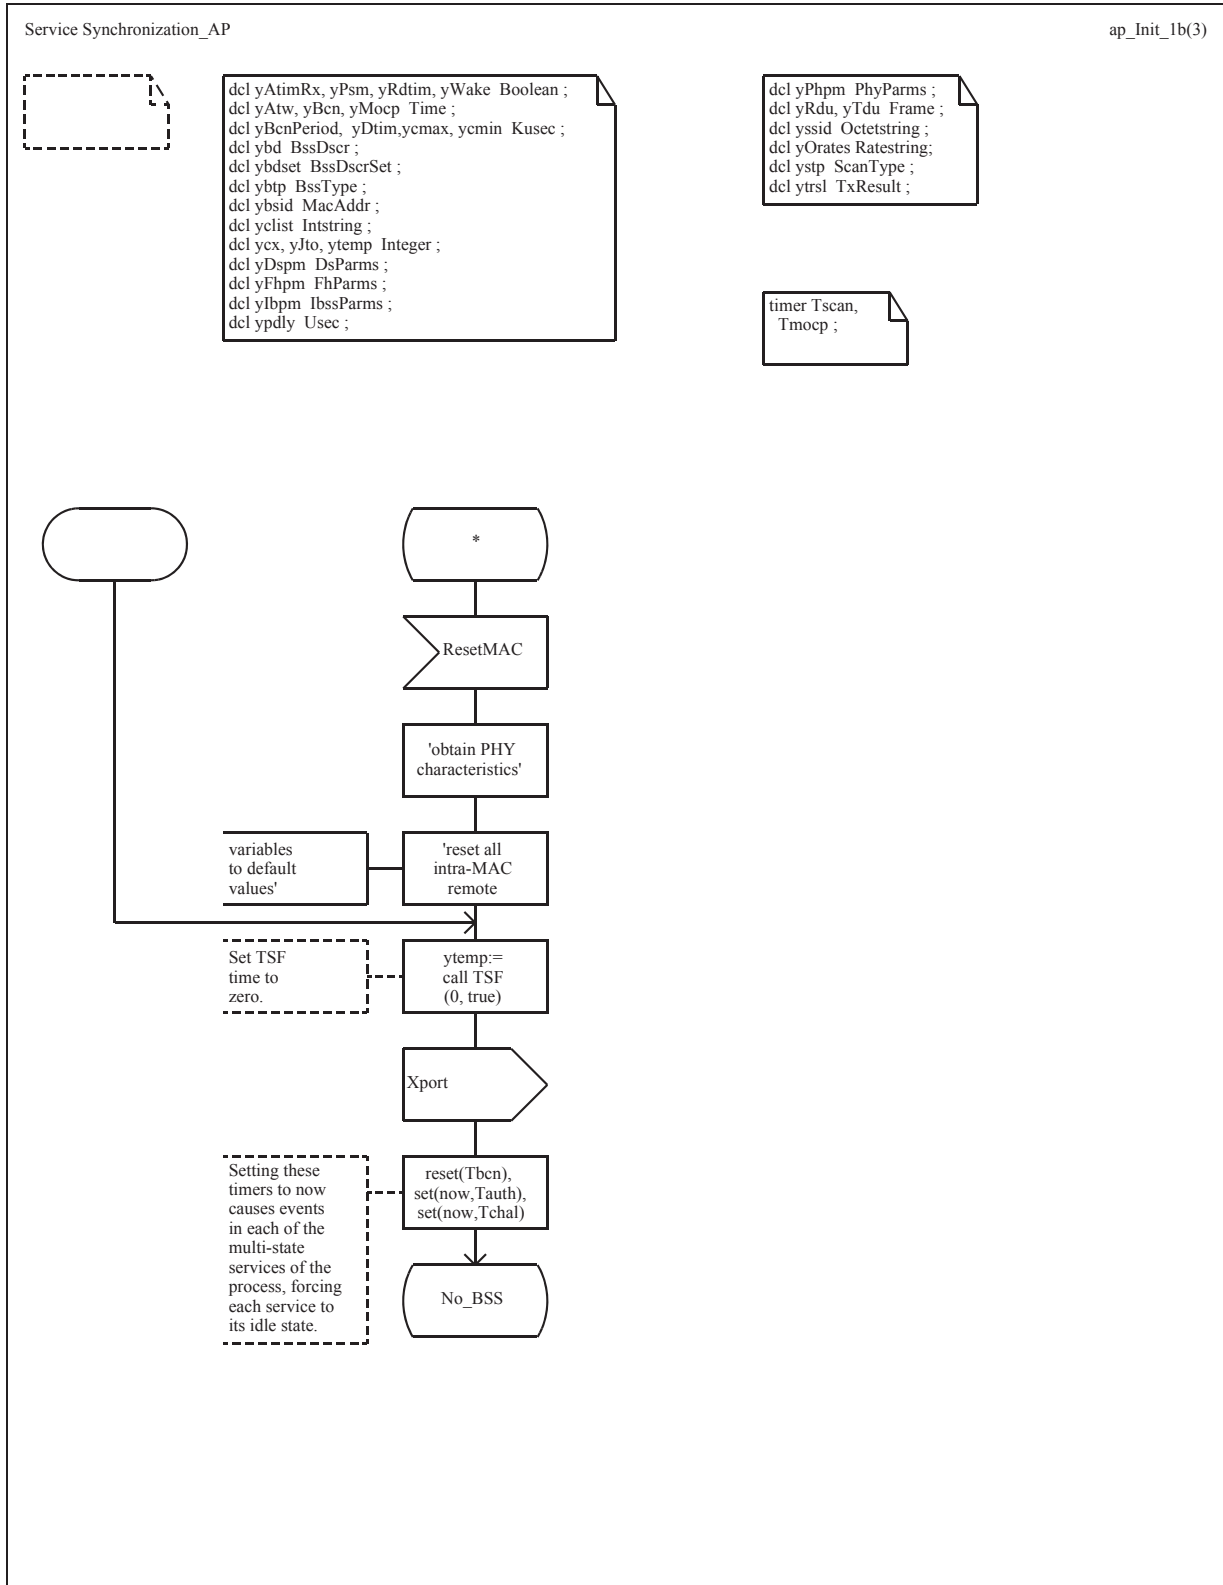 Service Synchronization_AP
ap_Init_1b(3)
dcl yAtimRx, yPsm, yRdtim, yWake Boolean ;
dcl yAtw, yBcn, yMocp Time ;
dcl yBcnPeriod, yDtim,ycmax, ycmin Kusec ;
dcl ybd BssDscr ;
dcl ybdset BssDscrSet ;
dcl ybtp BssType ;
dcl ybsid MacAddr ;
dcl yclist Intstring ;
dcl ycx, yJto, ytemp Integer ;
dcl yDspm DsParms ;
dcl yFhpm FhParms ;
dcl yIbpm IbssParms ;
dcl ypdly Usec ;
dcl yPhpm PhyParms ;
dcl yRdu, yTdu Frame ;
dcl yssid Octetstring ;
dcl yOrates Ratestring;
dcl ystp ScanType ;
dcl ytrsl TxResult ;
timer Tscan,
Tmocp ;
*
ResetMAC
'obtain PHY
characteristics'
'reset all
intra-MAC
remote
variables
to default
values'
Set TSF
time to
zero.
ytemp:=
call TSF
(0, true)
Xport
Setting these
timers to now
causes events
in each of the
multi-state
services of the
process, forcing
each service to
its idle state.
reset(Tbcn),
set(now,Tauth),
set(now,Tchal)
No_BSS